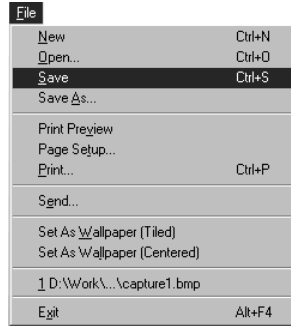 File
New Ctrl+N
Open... Ctrl+O
Save Ctrl+S
Save As...
Print Preview
Page Setup...
Print... Ctrl+P
Send...
Set As Wallpaper (Tiled)
Set As Wallpaper (Centered)
1 D:\Work\...\capture1.bmp
Exit Alt+F4